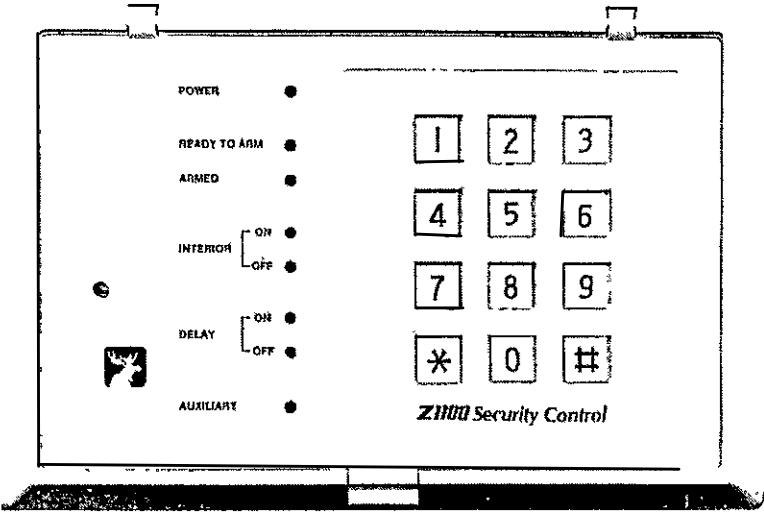 POWER
READY TO ARM
ARMED
INTERIOR
ON
OFF
DELAY
ON
OFF
AUXILIARY
1 2 3
4 5 6
7 8 9
* 0 #
Z1100 Security Control